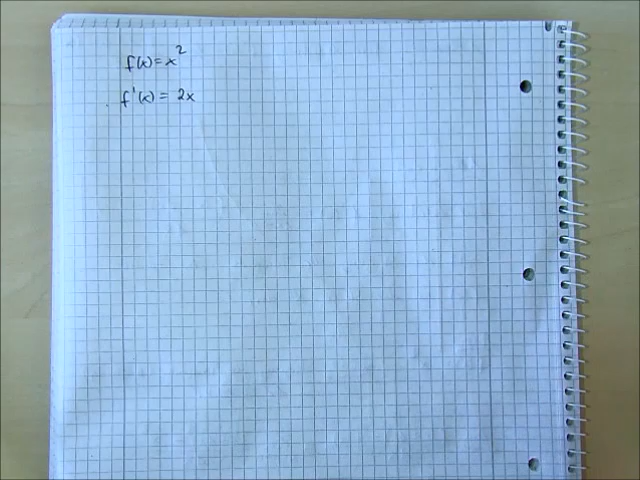 f(x) = x²
f'(x) = 2x